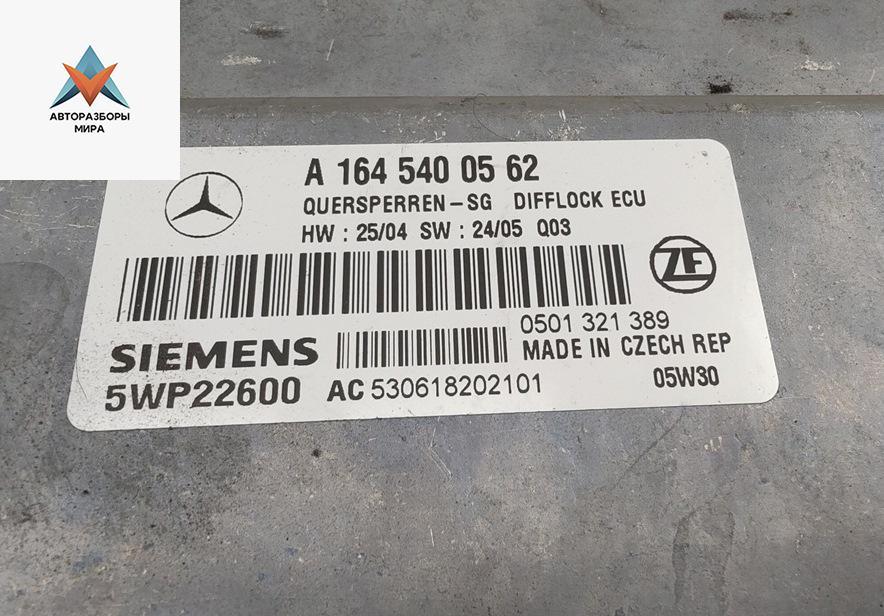 АВТОРАЗБОРЫ
МИРА
A 164 540 05 62
QUERSPERREN-SG DIFFLOCK ECU
HW : 25/04 SW : 24/05 Q03
ZF
0501 321 389
SIEMENS
MADE IN CZECH REP
5WP22600 AC 530618202101 05W30